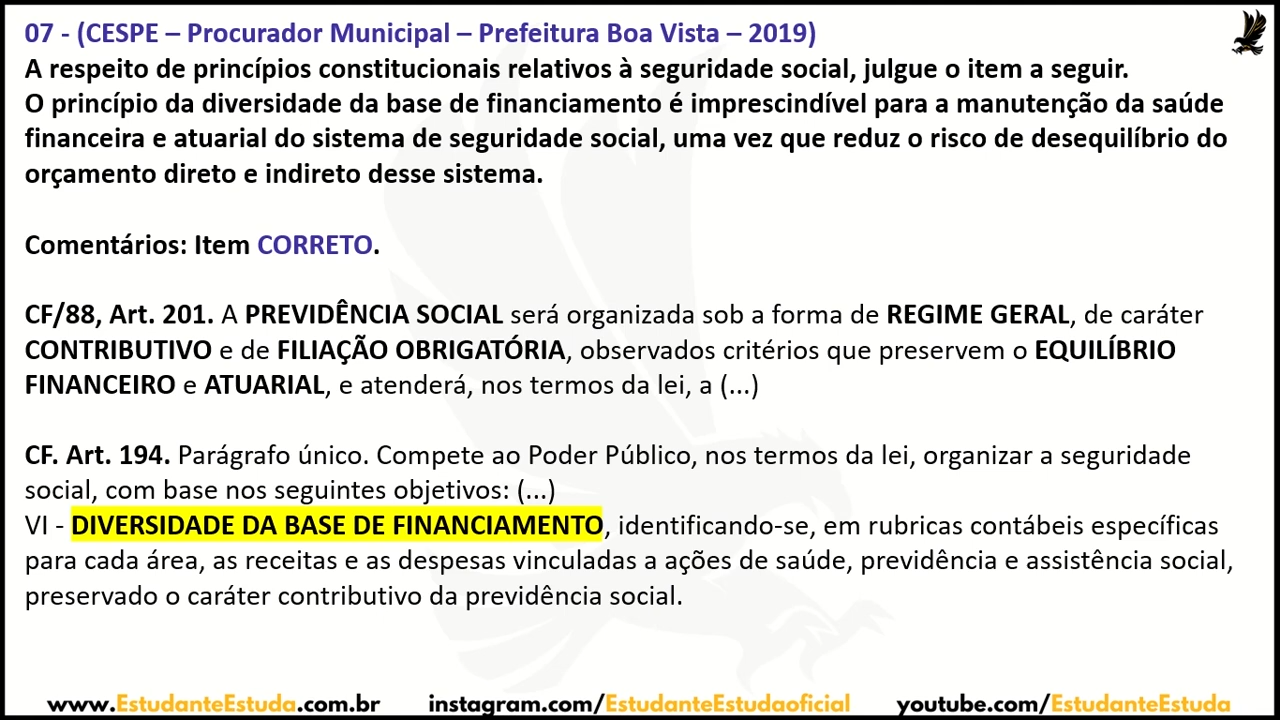 07 - (CESPE – Procurador Municipal – Prefeitura Boa Vista – 2019)
A respeito de princípios constitucionais relativos à seguridade social, julgue o item a seguir.
O princípio da diversidade da base de financiamento é imprescindível para a manutenção da saúde
financeira e atuarial do sistema de seguridade social, uma vez que reduz o risco de desequilíbrio do
orçamento direto e indireto desse sistema.
Comentários: Item CORRETO.
CF/88, Art. 201. A PREVIDÊNCIA SOCIAL será organizada sob a forma de REGIME GERAL, de caráter
CONTRIBUTIVO e de FILIAÇÃO OBRIGATÓRIA, observados critérios que preservem o EQUILÍBRIO
FINANCEIRO e ATUARIAL, e atenderá, nos termos da lei, a (...)
CF. Art. 194. Parágrafo único. Compete ao Poder Público, nos termos da lei, organizar a seguridade
social, com base nos seguintes objetivos: (...)
VI - DIVERSIDADE DA BASE DE FINANCIAMENTO, identificando-se, em rubricas contábeis específicas
para cada área, as receitas e as despesas vinculadas a ações de saúde, previdência e assistência social,
preservado o caráter contributivo da previdência social.
www.EstudanteEstuda.com.br instagram.com/EstudanteEstudaoficial youtube.com/EstudanteEstuda